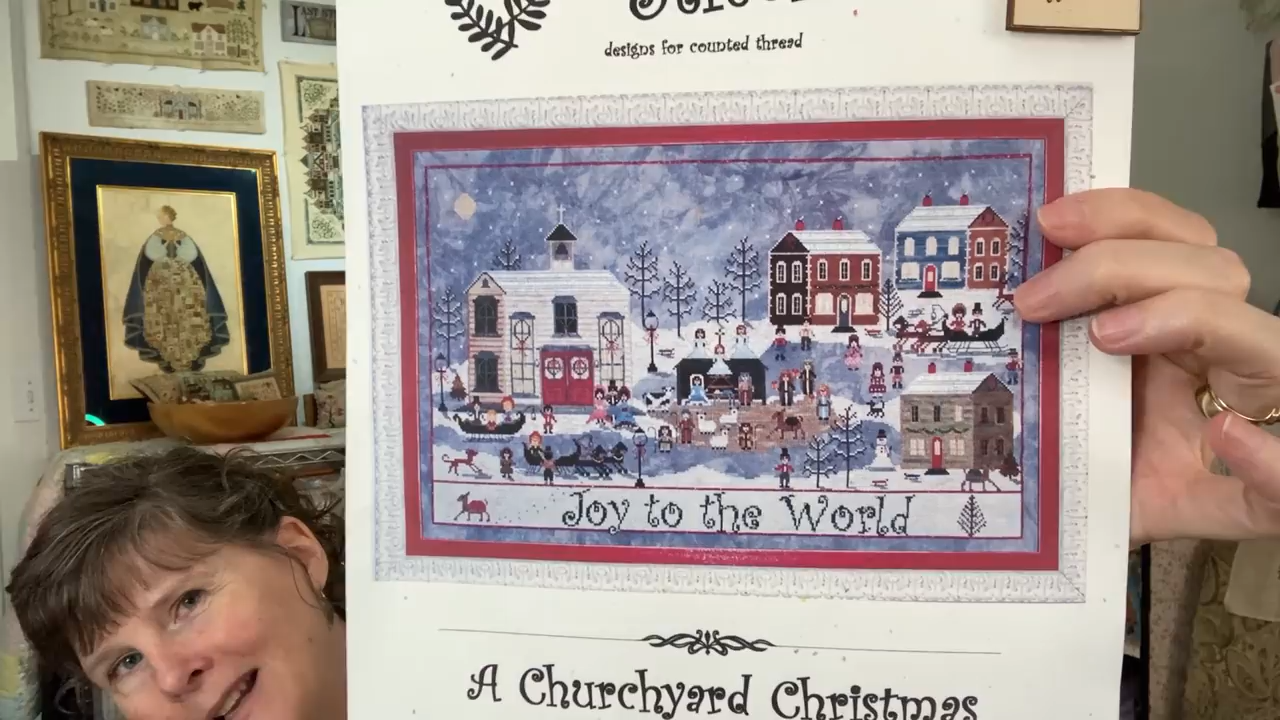 designs for counted thread
Joy to the World
A Churchyard Christmas